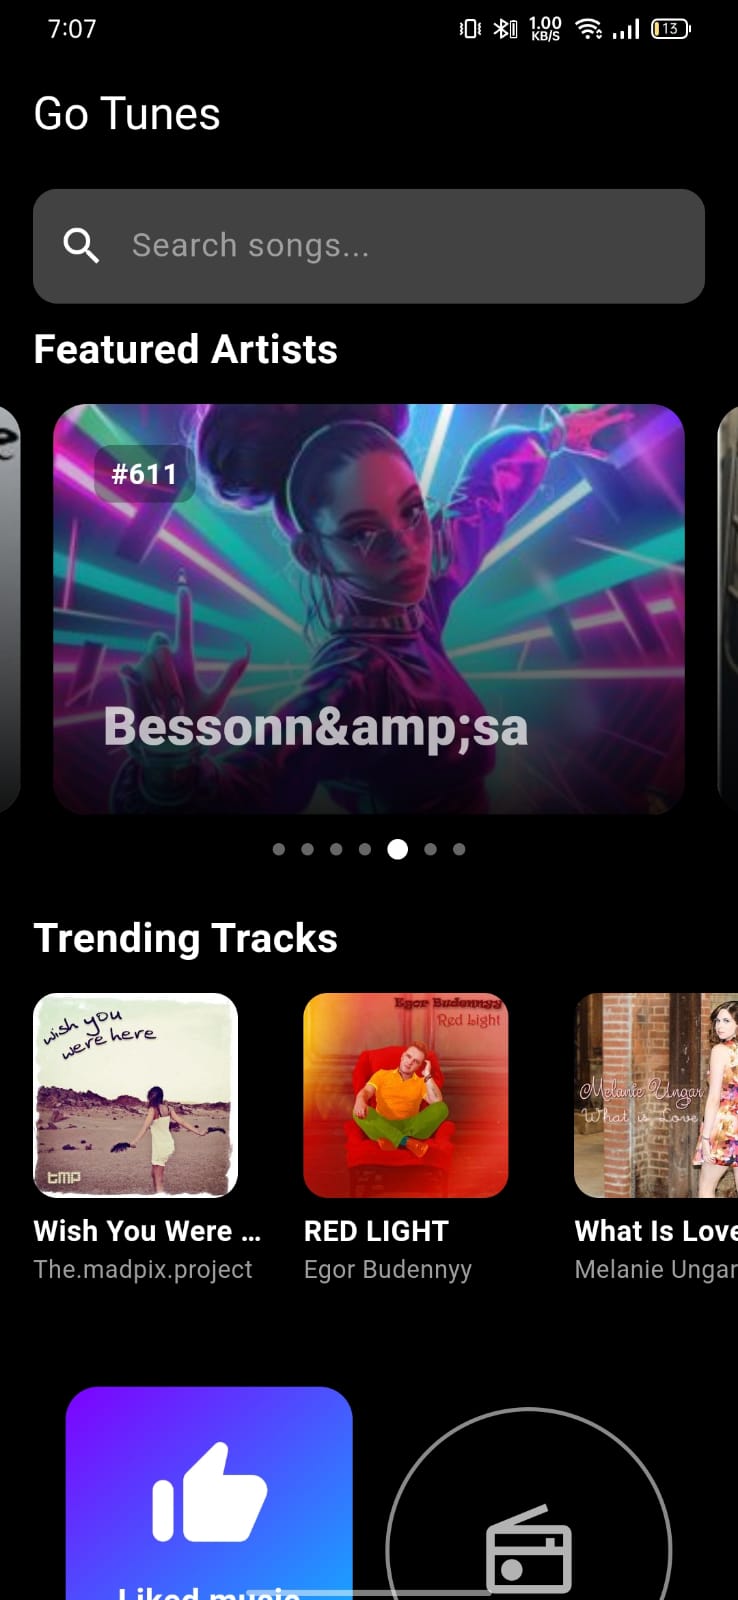 7:07
1.00
KB/S
13
Go Tunes
Search songs...
Featured Artists
e
#611
Bessonn&amp;amp;sa
Trending Tracks
wish you
were here
tmp
Egor Budennyy
Red Light
Melanie Ungar
What is Love
Wish You Were ...
RED LIGHT
What Is Love
The.madpix.project
Egor Budennyy
Melanie Ungar
Liked music